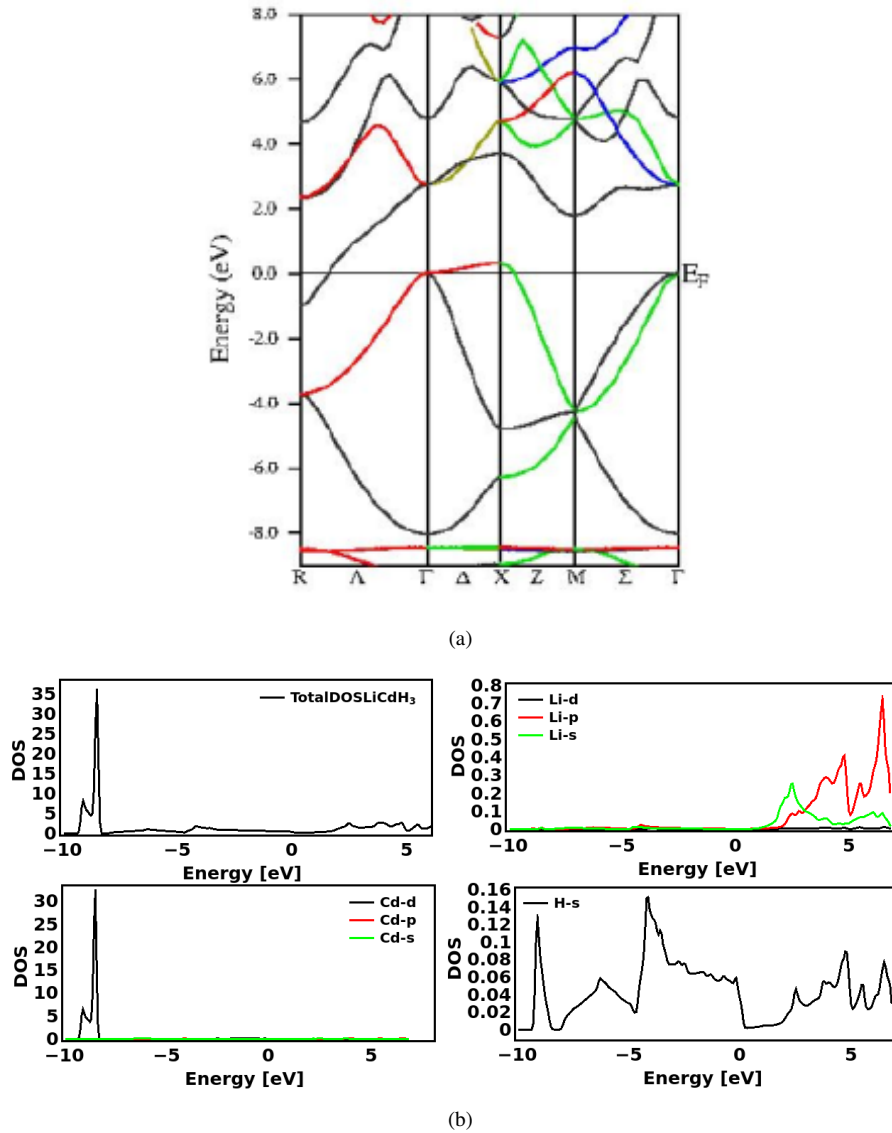 8.0
6.0
4.0
2.0
0.0
-2.0
-4.0
-6.0
-8.0
Energy (eV)
E_F
R Λ Γ Δ X Z M Σ Γ
(a)
TotalDOSLiCdH₃
35
30
25
20
15
10
5
0
DOS
−10 −5 0 5
Energy [eV]
Li-d
Li-p
Li-s
0.8
0.7
0.6
0.5
0.4
0.3
0.2
0.1
0
DOS
−10 −5 0 5
Energy [eV]
Cd-d
Cd-p
Cd-s
30
25
20
15
10
5
0
DOS
−10 −5 0 5
Energy [eV]
H-s
0.16
0.14
0.12
0.1
0.08
0.06
0.04
0.02
0
DOS
−10 −5 0 5
Energy [eV]
(b)